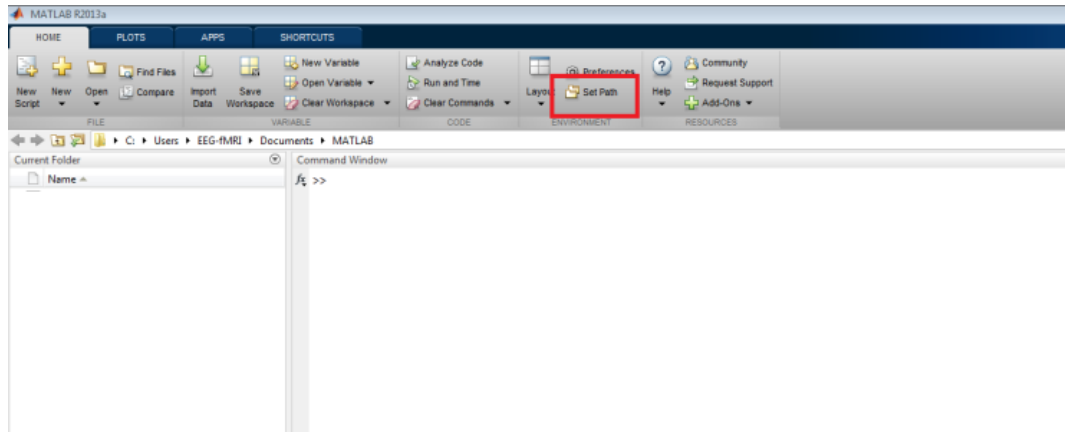 MATLAB R2013a
HOME PLOTS APPS SHORTCUTS
New Script
New
Open
Find Files
Compare
Import Data
Save Workspace
New Variable
Open Variable
Clear Workspace
Analyze Code
Run and Time
Clear Commands
Layout
Preferences
Set Path
Help
Community
Request Support
Add-Ons
FILE VARIABLE CODE ENVIRONMENT RESOURCES
C: Users EEG-fMRI Documents MATLAB
Current Folder
Command Window
Name
fx >>